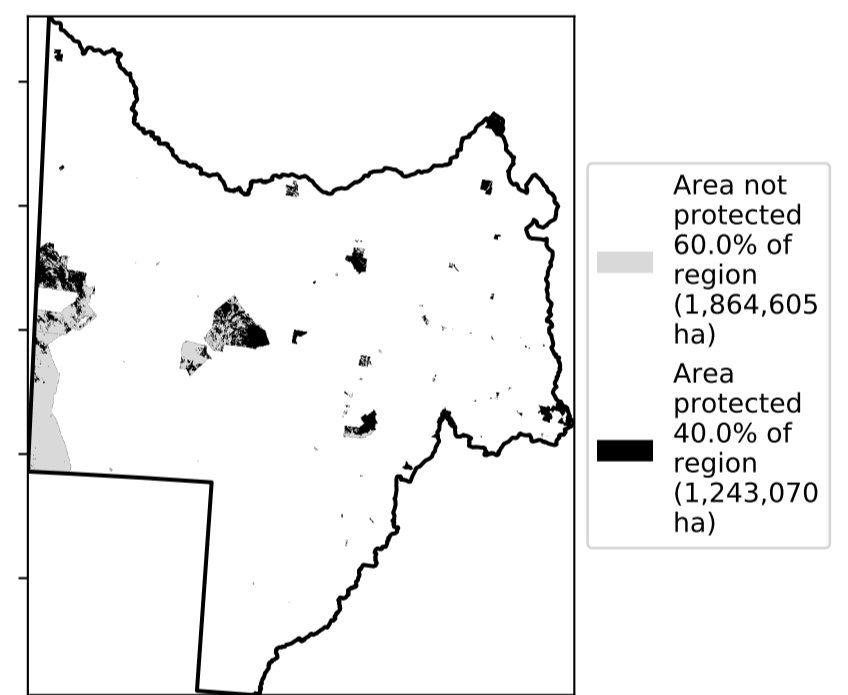 Area not
protected
60.0% of
region
(1,864,605
ha)
Area
protected
40.0% of
region
(1,243,070
ha)